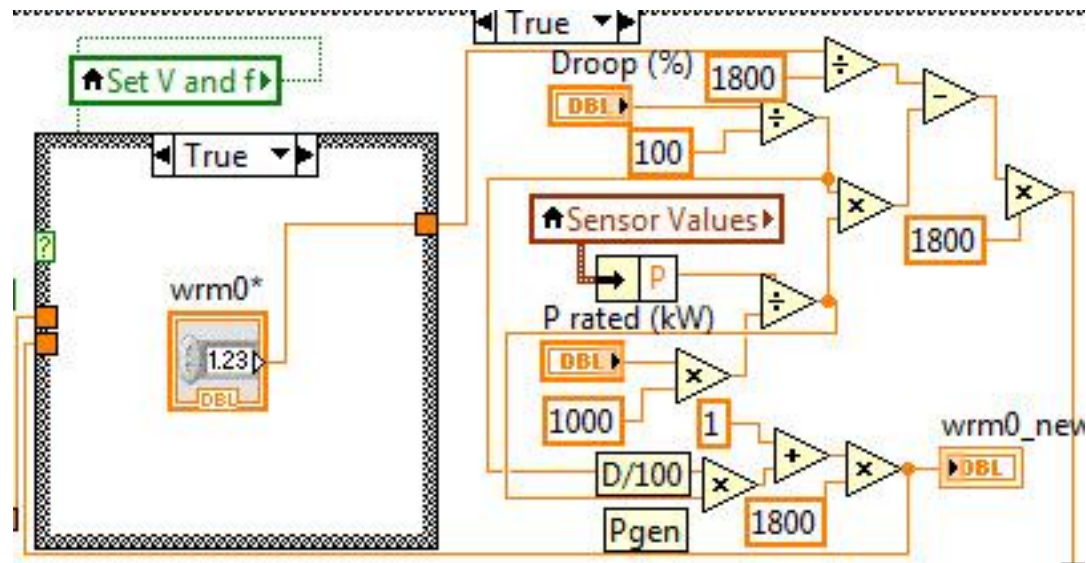 True
Set V and f
True
?
wrm0*
1.23
DBL
Droop (%)
DBL
1800
÷
100
÷
-
×
×
1800
Sensor Values
P
÷
P rated (kW)
DBL
×
1000
1
+
×
D/100
×
1800
Pgen
wrm0_new
DBL